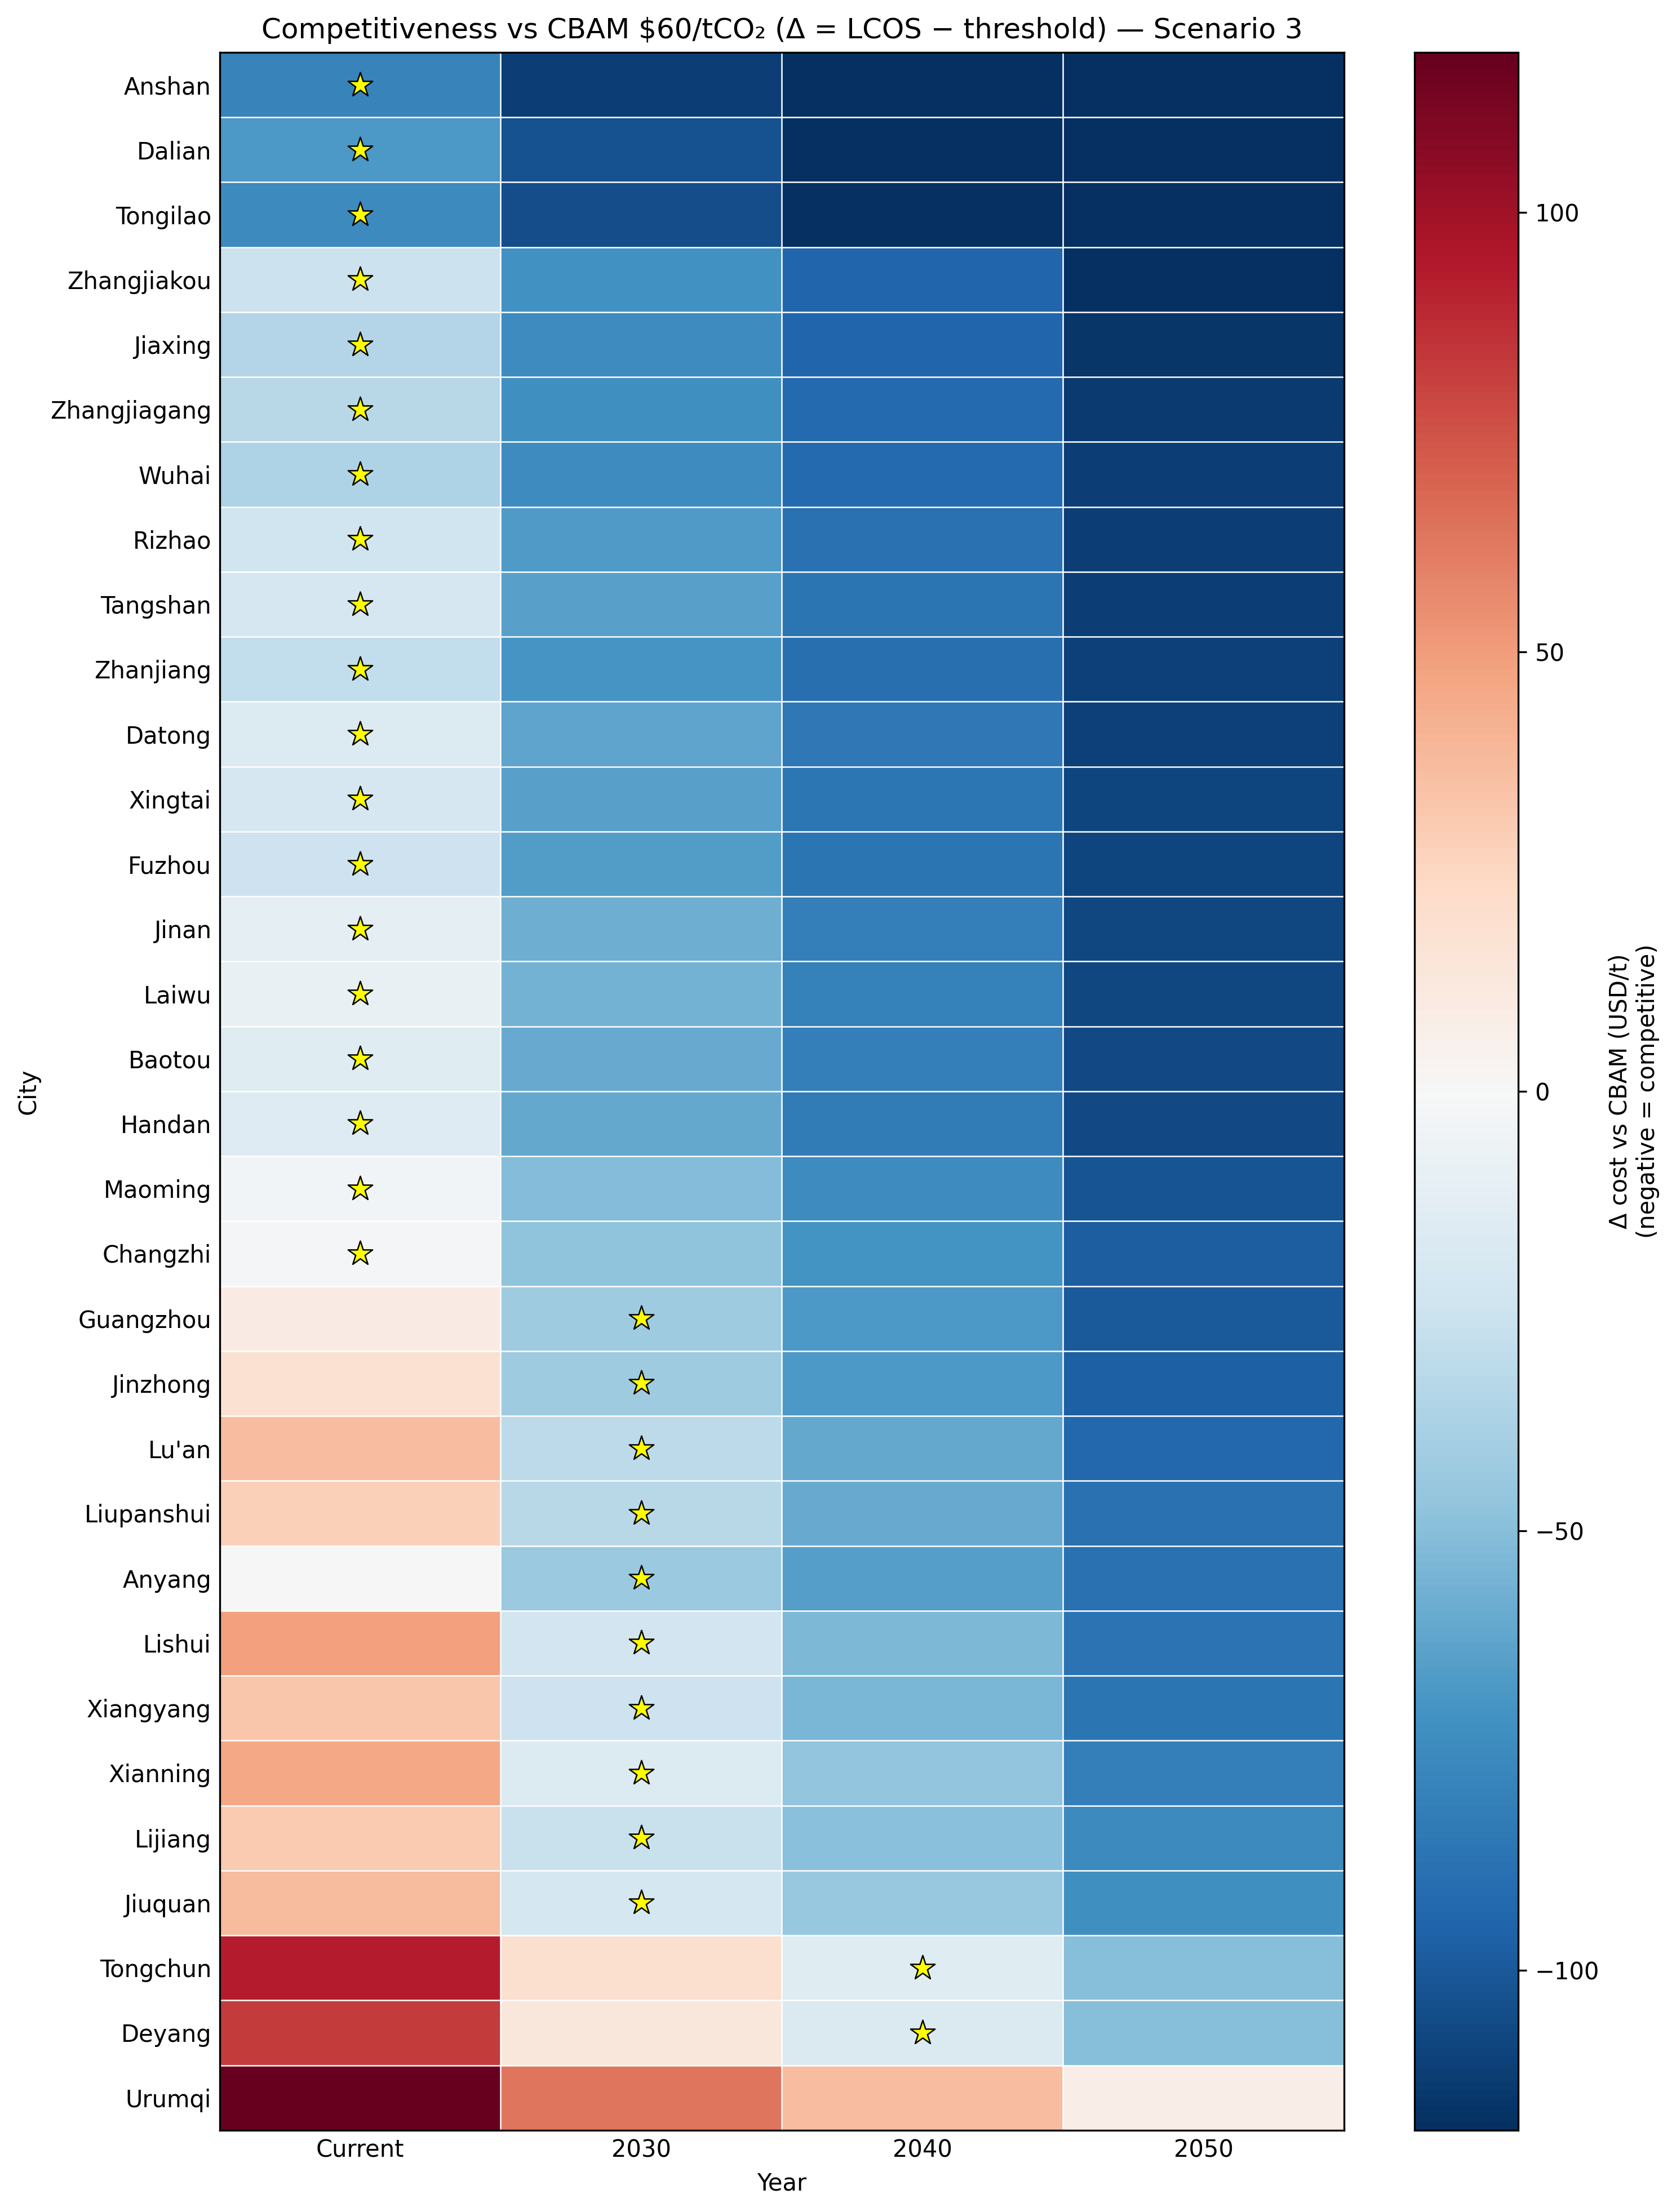 Competitiveness vs CBAM $60/tCO₂ (Δ = LCOS − threshold) — Scenario 3
Anshan
Dalian
Tongilao
Zhangjiakou
Jiaxing
Zhangjiagang
Wuhai
Rizhao
Tangshan
Zhanjiang
Datong
Xingtai
Fuzhou
Jinan
Laiwu
Baotou
Handan
Maoming
Changzhi
Guangzhou
Jinzhong
Lu'an
Liupanshui
Anyang
Lishui
Xiangyang
Xianning
Lijiang
Jiuquan
Tongchun
Deyang
Urumqi
City
Current
2030
2040
2050
Year
100
50
0
−50
−100
Δ cost vs CBAM (USD/t)
(negative = competitive)